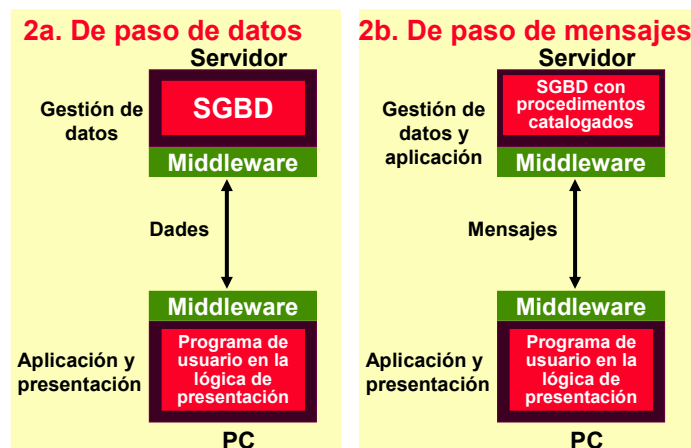 2a. De paso de datos
Servidor
Gestión de
datos
SGBD
Middleware
Dades
Middleware
Aplicación y
presentación
Programa de
usuario en la
lógica de
presentación
PC
2b. De paso de mensajes
Servidor
Gestión de
datos y
aplicación
SGBD con
procedimentos
catalogados
Middleware
Mensajes
Middleware
Aplicación y
presentación
Programa de
usuario en la
lógica de
presentación
PC